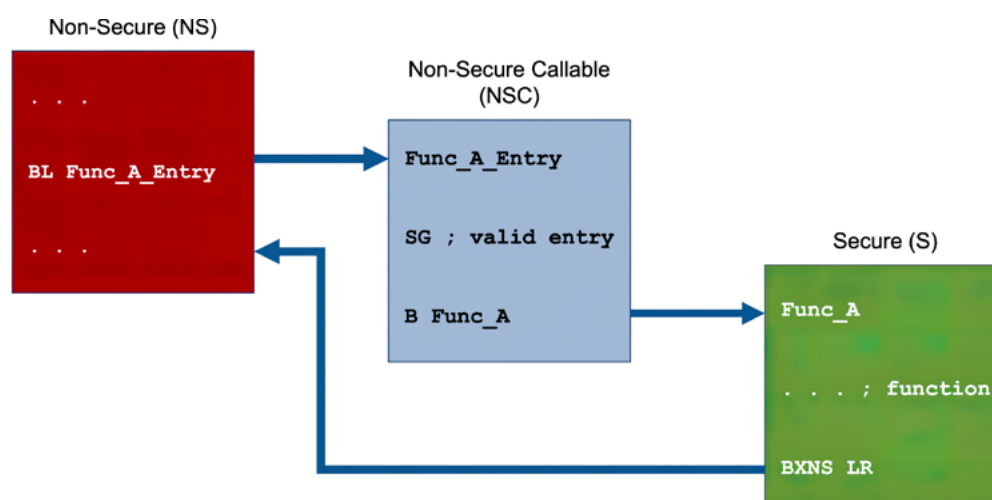 Non-Secure (NS)
. . .
BL Func_A_Entry
. . .
Non-Secure Callable
(NSC)
Func_A_Entry
SG ; valid entry
B Func_A
Secure (S)
Func_A
. . . ; function
BXNS LR